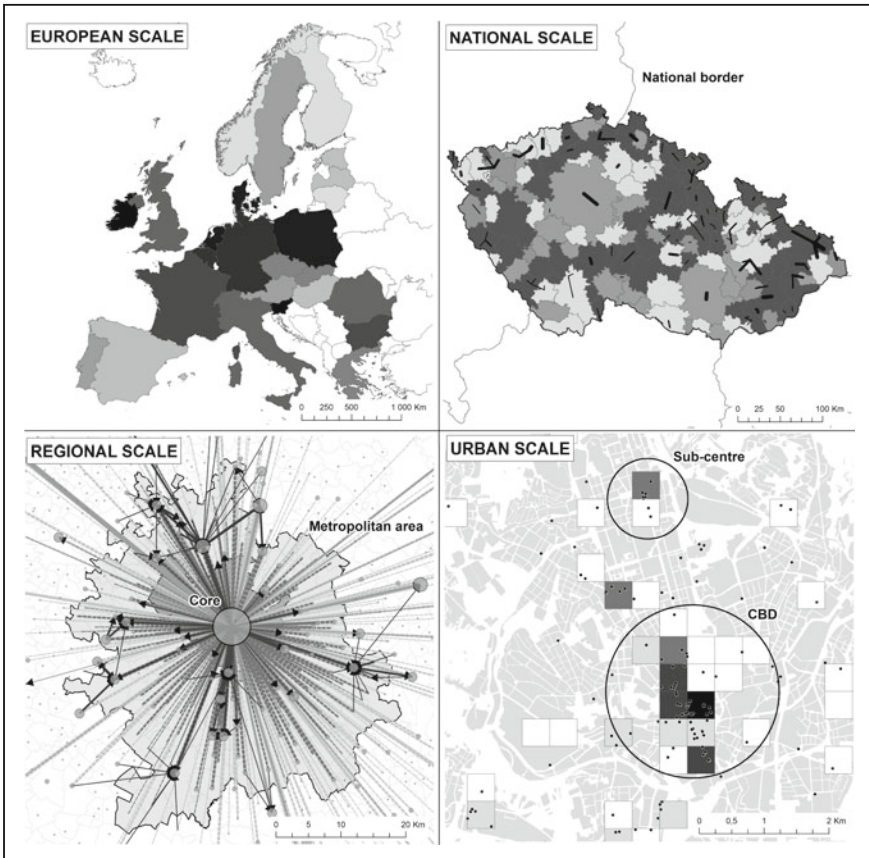 EUROPEAN SCALE
0 250 500 1 000 Km
NATIONAL SCALE
National border
0 25 50 100 Km
REGIONAL SCALE
Metropolitan area
Core
0 10 20 Km
URBAN SCALE
Sub-centre
CBD
0 0,5 1 2 Km